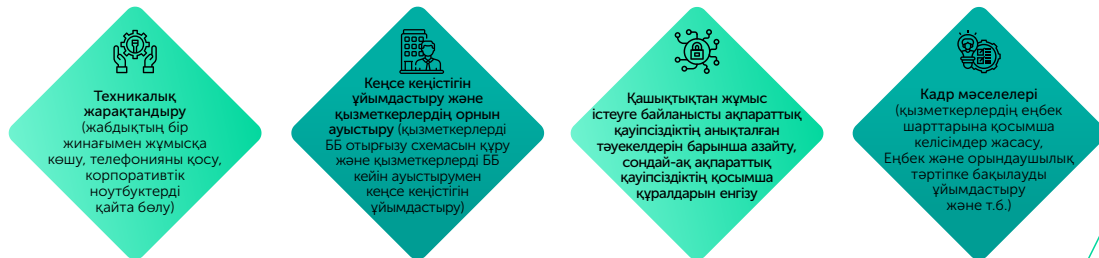 Техникалық
жарақтандыру
(жабдықтың бір
жинағымен жұмысқа
көшу, телефонияны қосу,
корпоративтік
ноутбуктерді
қайта бөлу)
Кеңсе кеңістігін
ұйымдастыру және
қызметкерлердің орнын
ауыстыру (қызметкерлерді
ББ отырғызу схемасын құру
және қызметкерлерді ББ
кейін ауыстырумен
кеңсе кеңістігін
ұйымдастыру)
Қашықтықтан жұмыс
істеуге байланысты ақпараттық
қауіпсіздіктің анықталған
тәуекелдерін барынша азайту,
сондай-ақ ақпараттық
қауіпсіздіктің қосымша
құралдарын енгізу
Кадр мәселелері
(қызметкерлердің еңбек
шарттарына қосымша
келісімдер жасасу,
Еңбек және орындаушылық
тәртіпке бақылауды
ұйымдастыру
және т.б.)